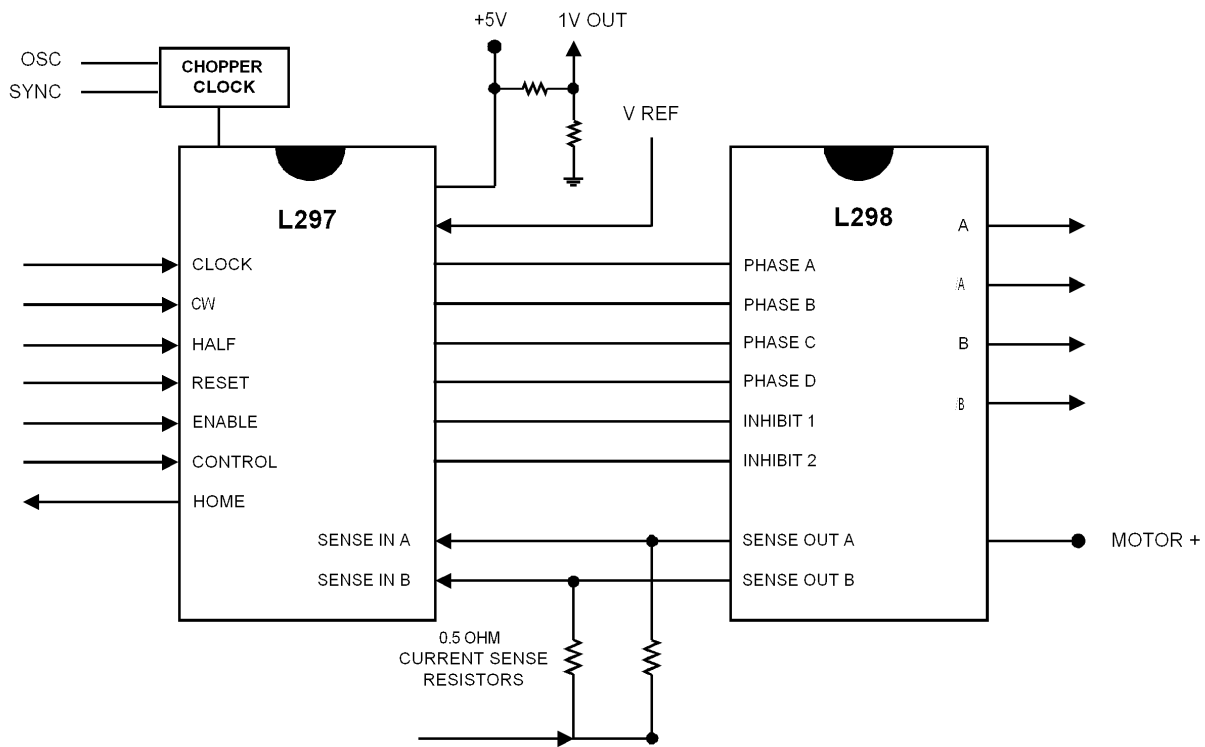 +5V
1V OUT
OSC
SYNC
CHOPPER
CLOCK
V REF
L297
L298
CLOCK
CW
HALF
RESET
ENABLE
CONTROL
HOME
SENSE IN A
SENSE IN B
PHASE A
PHASE B
PHASE C
PHASE D
INHIBIT 1
INHIBIT 2
SENSE OUT A
SENSE OUT B
A
A
B
B
MOTOR +
0.5 OHM
CURRENT SENSE
RESISTORS